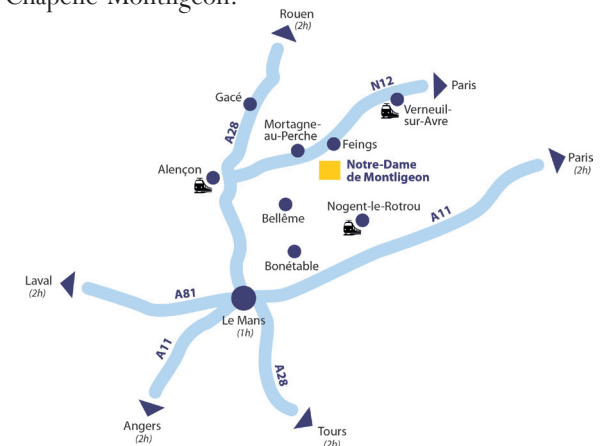 Chapelle-Montligeon.
Rouen
(2h)
N12
Paris
Gacé
Verneuil-
sur-Avre
A28
Mortagne-
au-Perche
Feings
Paris
(2h)
Alençon
Notre-Dame
de Montligeon
Nogent-le-Rotrou
A11
Bellême
Bonétable
Laval
(2h)
A81
Le Mans
(1h)
A11
A28
Angers
(2h)
Tours
(2h)